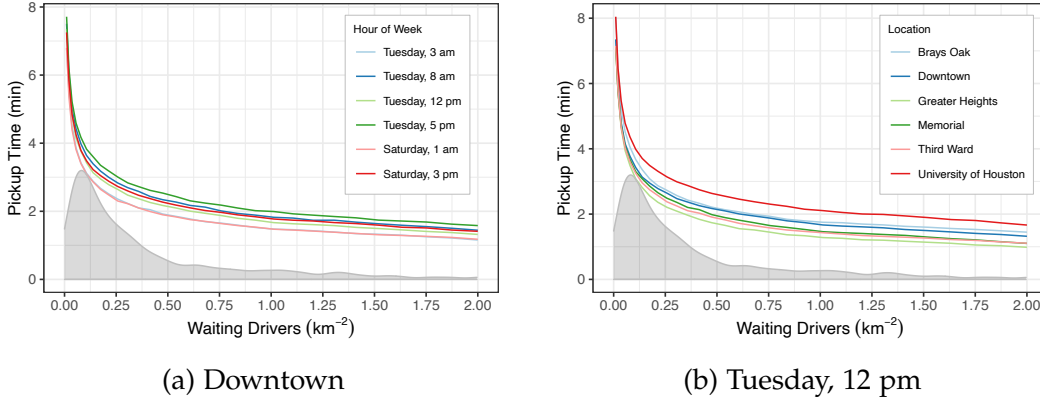 8
6
4
2
0
Pickup Time (min)
Hour of Week
Tuesday, 3 am
Tuesday, 8 am
Tuesday, 12 pm
Tuesday, 5 pm
Saturday, 1 am
Saturday, 3 pm
0.00 0.25 0.50 0.75 1.00 1.25 1.50 1.75 2.00
Waiting Drivers (km⁻²)
(a) Downtown
8
6
4
2
0
Pickup Time (min)
Location
Brays Oak
Downtown
Greater Heights
Memorial
Third Ward
University of Houston
0.00 0.25 0.50 0.75 1.00 1.25 1.50 1.75 2.00
Waiting Drivers (km⁻²)
(b) Tuesday, 12 pm